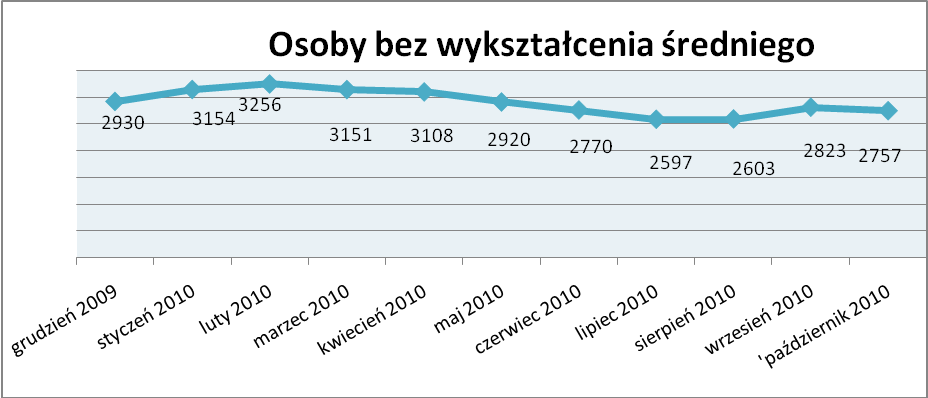 Osoby bez wykształcenia średniego
2930
3154
3256
3151
3108
2920
2770
2597
2603
2823
2757
grudzień 2009
styczeń 2010
luty 2010
marzec 2010
kwiecień 2010
maj 2010
czerwiec 2010
lipiec 2010
sierpień 2010
wrzesień 2010
'październik 2010